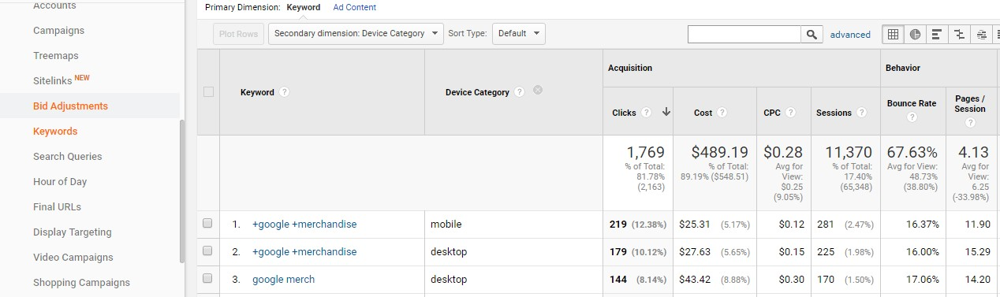 Accounts
Campaigns
Treemaps
Sitelinks NEW
Bid Adjustments
Keywords
Search Queries
Hour of Day
Final URLs
Display Targeting
Video Campaigns
Shopping Campaigns
Primary Dimension: Keyword Ad Content
Plot Rows Secondary dimension: Device Category Sort Type: Default advanced
Acquisition Behavior
Keyword ? Device Category ? Clicks ? Cost ? CPC ? Sessions ? Bounce Rate ? Pages / Session ?
1,769 $489.19 $0.28 11,370 67.63% 4.13
% of Total: 81.78% (2,163)
% of Total: 89.19% ($548.51)
Avg for View: $0.25 (9.05%)
% of Total: 17.40% (65,348)
Avg for View: 48.73% (38.80%)
Avg for View: 6.25 (-33.98%)
1. +google +merchandise mobile 219 (12.38%) $25.31 (5.17%) $0.12 281 (2.47%) 16.37% 11.90
2. +google +merchandise desktop 179 (10.12%) $27.63 (5.65%) $0.15 225 (1.98%) 16.00% 15.29
3. google merch desktop 144 (8.14%) $43.42 (8.88%) $0.30 170 (1.50%) 17.06% 14.20